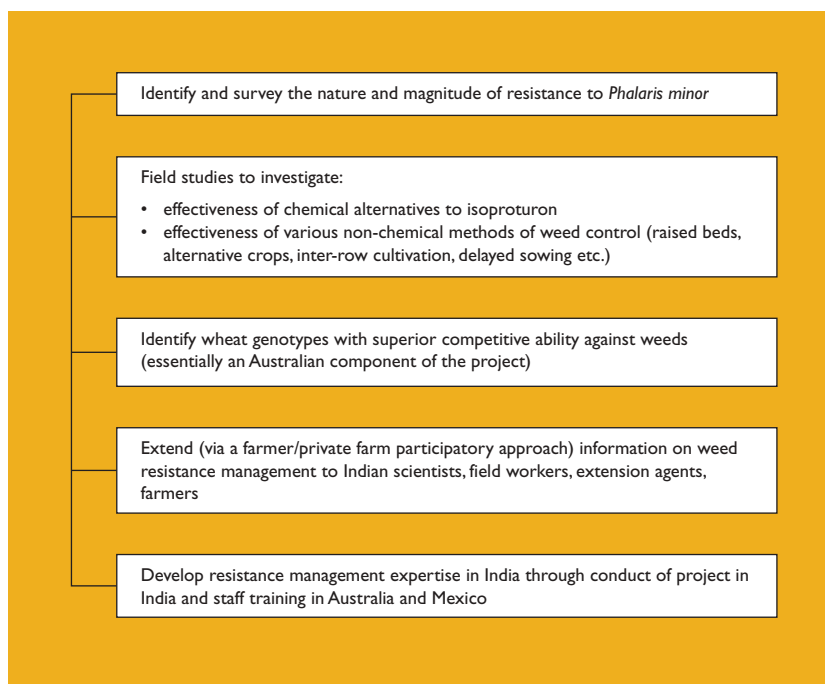 Identify and survey the nature and magnitude of resistance to Phalaris minor
Field studies to investigate:
• effectiveness of chemical alternatives to isoproturon
• effectiveness of various non-chemical methods of weed control (raised beds,
alternative crops, inter-row cultivation, delayed sowing etc.)
Identify wheat genotypes with superior competitive ability against weeds
(essentially an Australian component of the project)
Extend (via a farmer/private farm participatory approach) information on weed
resistance management to Indian scientists, field workers, extension agents,
farmers
Develop resistance management expertise in India through conduct of project in
India and staff training in Australia and Mexico